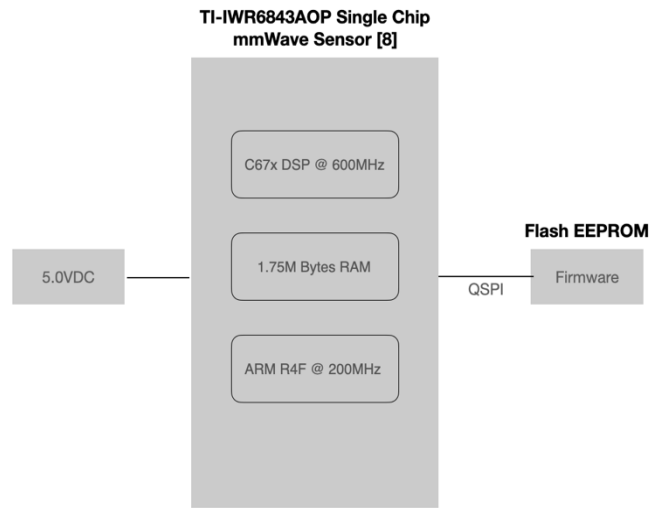 TI-IWR6843AOP Single Chip
mmWave Sensor [8]
C67x DSP @ 600MHz
Flash EEPROM
5.0VDC
1.75M Bytes RAM
QSPI
Firmware
ARM R4F @ 200MHz